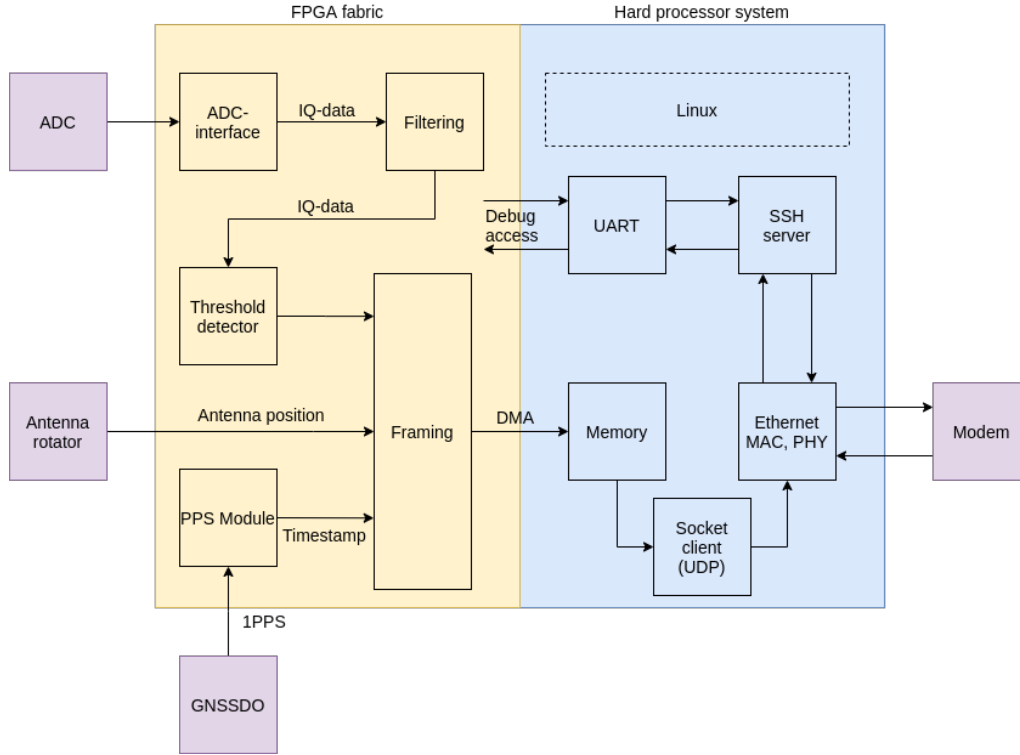 FPGA fabric
Hard processor system
ADC
ADC-
interface
IQ-data
Filtering
Linux
IQ-data
Debug
access
UART
SSH
server
Threshold
detector
Antenna
rotator
Antenna position
Framing
DMA
Memory
Ethernet
MAC, PHY
Modem
PPS Module
Timestamp
Socket
client
(UDP)
1PPS
GNSSDO